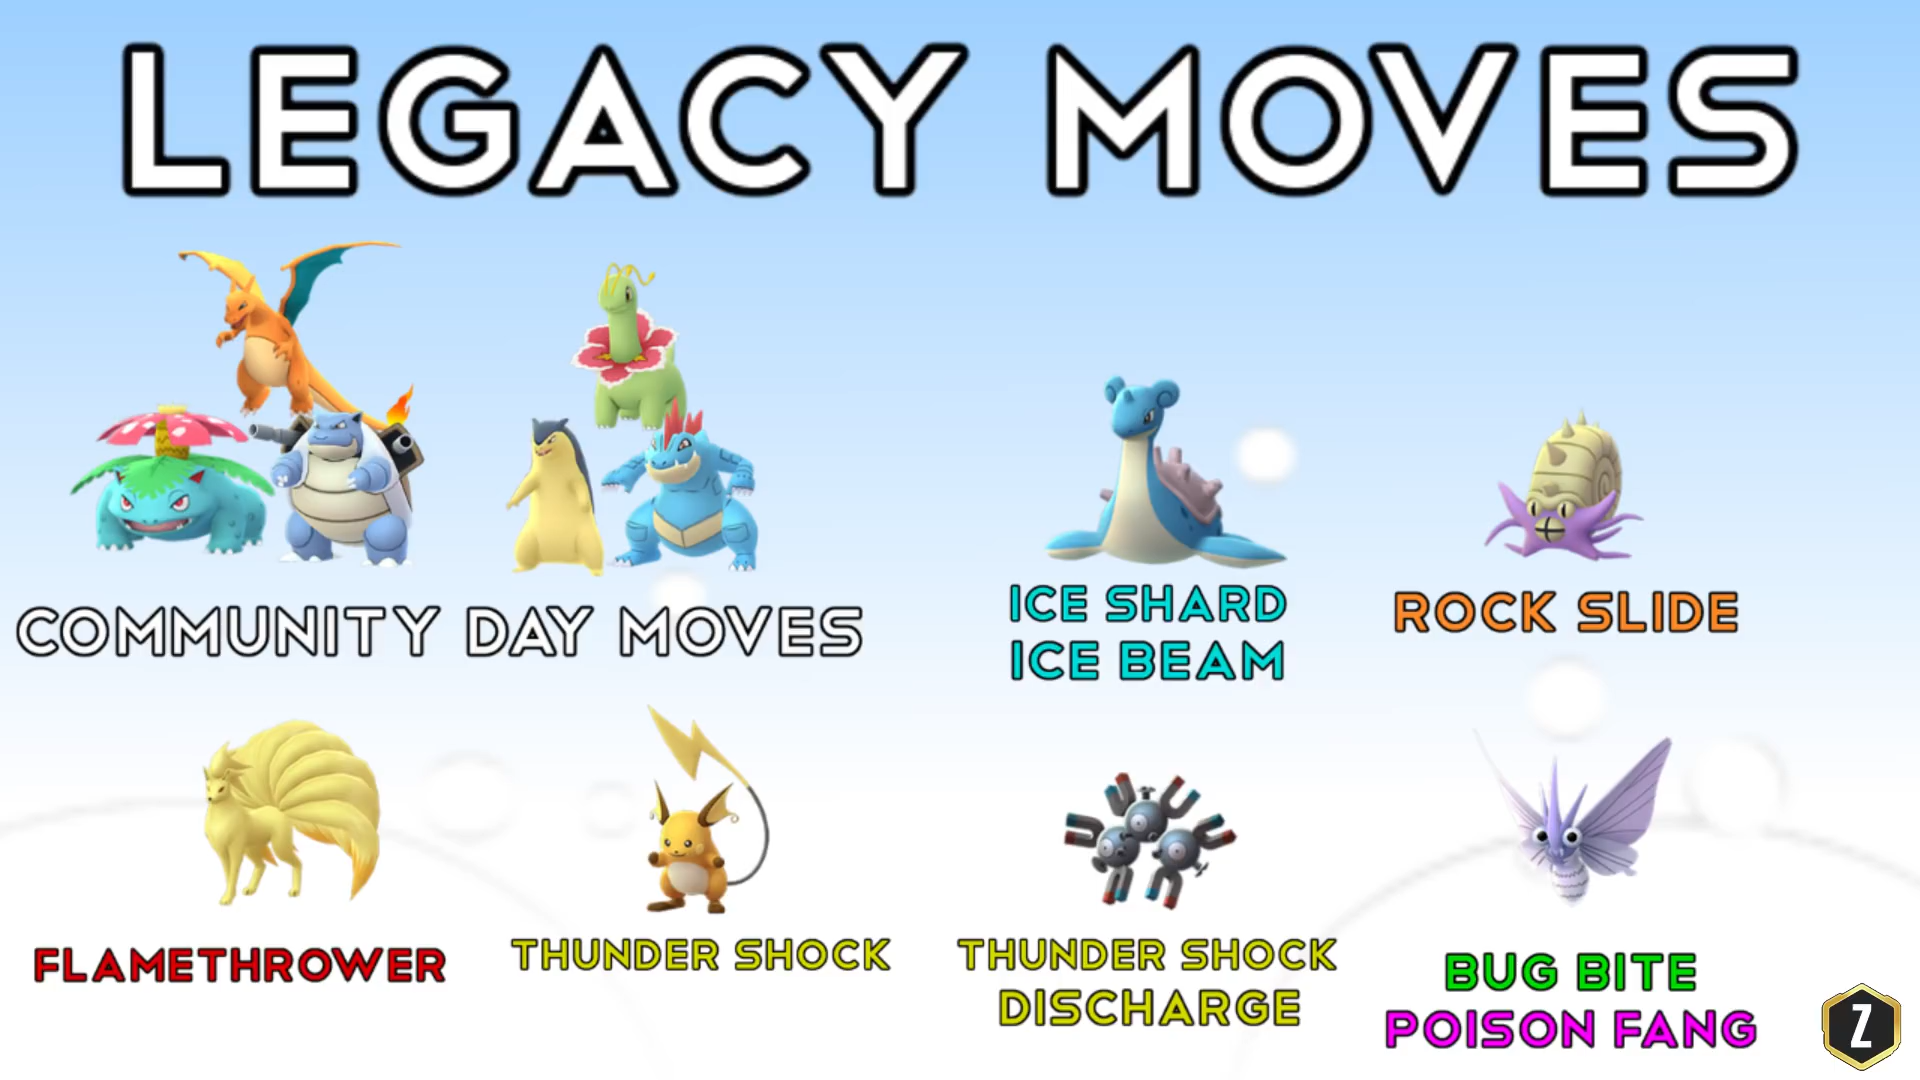 LEGACY MOVES
COMMUNITY DAY MOVES
ICE SHARD
ICE BEAM
ROCK SLIDE
FLAMETHROWER
THUNDER SHOCK
THUNDER SHOCK
DISCHARGE
BUG BITE
POISON FANG
Z